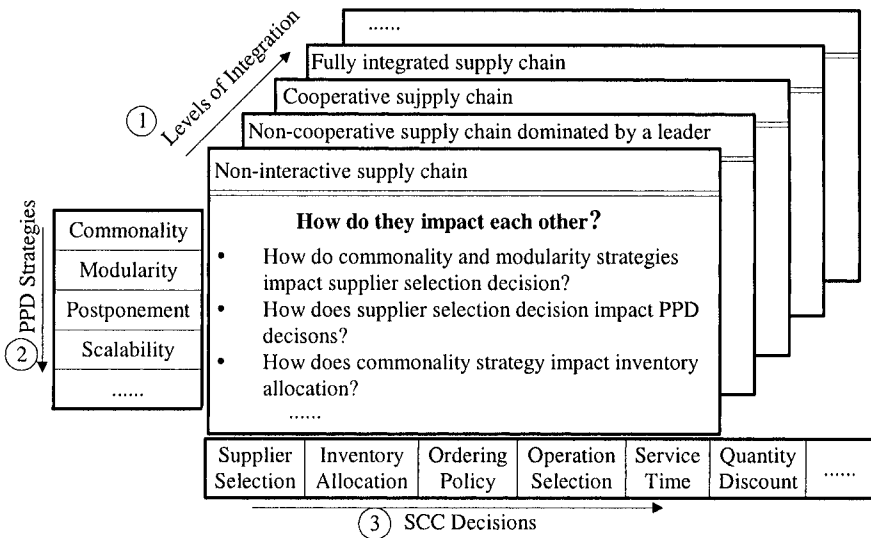 ......
Fully integrated supply chain
Cooperative sujpply chain
Non-cooperative supply chain dominated by a leader
Non-interactive supply chain
1
Levels of Integration
How do they impact each other?
• How do commonality and modularity strategies
impact supplier selection decision?
• How does supplier selection decision impact PPD
decisons?
• How does commonality strategy impact inventory
allocation?
......
2
PPD Strategies
Commonality
Modularity
Postponement
Scalability
......
Supplier
Selection
Inventory
Allocation
Ordering
Policy
Operation
Selection
Service
Time
Quantity
Discount
......
3 SCC Decisions